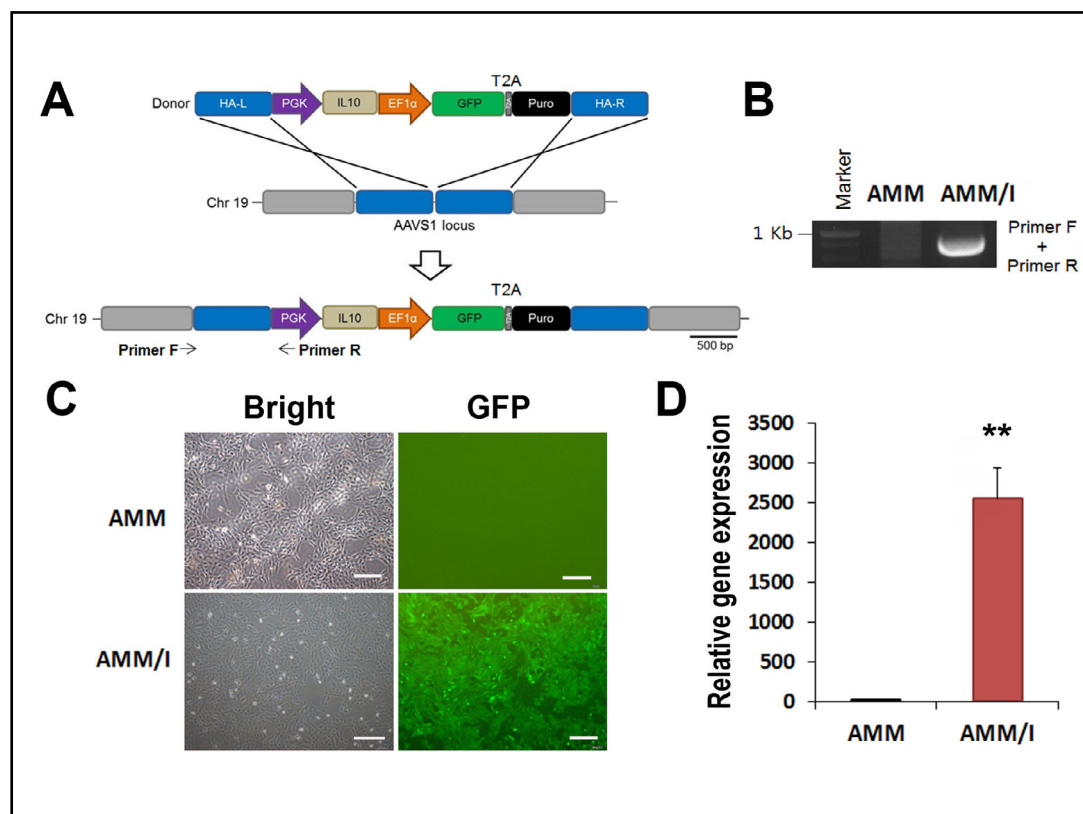 A
T2A
Donor
HA-L
PGK
IL10
EF1α
GFP
Puro
HA-R
Chr 19
AAVS1 locus
T2A
Chr 19
PGK
IL10
EF1α
GFP
Puro
500 bp
Primer F →
← Primer R
B
Marker
AMM
AMM/I
1 Kb
Primer F
+
Primer R
C
Bright
GFP
AMM
AMM/I
D
Relative gene expression
3500
3000
2500
2000
1500
1000
500
0
**
AMM
AMM/I